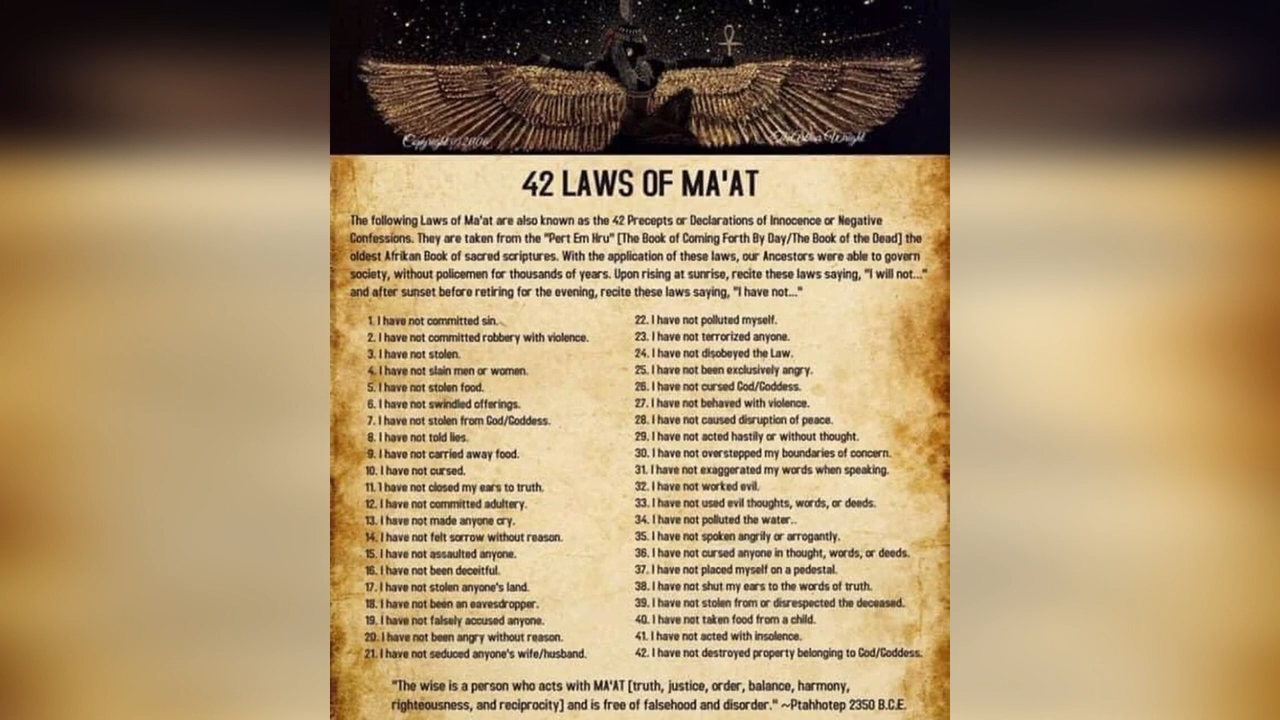 Copyright 2006
Wright
42 LAWS OF MA'AT
The following Laws of Ma'at are also known as the 42 Precepts or Declarations of Innocence or Negative
Confessions. They are taken from the "Pert Em Hru" [The Book of Coming Forth By Day/The Book of the Dead] the
oldest Afrikan Book of sacred scriptures. With the application of these laws, our Ancestors were able to govern
society, without policemen for thousands of years. Upon rising at sunrise, recite these laws saying, "I will not..."
and after sunset before retiring for the evening, recite these laws saying, "I have not..."
1. I have not committed sin.
2. I have not committed robbery with violence.
3. I have not stolen.
4. I have not slain men or women.
5. I have not stolen food.
6. I have not swindled offerings.
7. I have not stolen from God/Goddess.
8. I have not told lies.
9. I have not carried away food.
10. I have not cursed.
11. I have not closed my ears to truth.
12. I have not committed adultery.
13. I have not made anyone cry.
14. I have not felt sorrow without reason.
15. I have not assaulted anyone.
16. I have not been deceitful.
17. I have not stolen anyone's land.
18. I have not been an eavesdropper.
19. I have not falsely accused anyone.
20. I have not been angry without reason.
21. I have not seduced anyone's wife/husband.
22. I have not polluted myself.
23. I have not terrorized anyone.
24. I have not disobeyed the Law.
25. I have not been exclusively angry.
26. I have not cursed God/Goddess.
27. I have not behaved with violence.
28. I have not caused disruption of peace.
29. I have not acted hastily or without thought.
30. I have not overstepped my boundaries of concern.
31. I have not exaggerated my words when speaking.
32. I have not worked evil.
33. I have not used evil thoughts, words, or deeds.
34. I have not polluted the water..
35. I have not spoken angrily or arrogantly.
36. I have not cursed anyone in thought, words, or deeds.
37. I have not placed myself on a pedestal.
38. I have not shut my ears to the words of truth.
39. I have not stolen from or disrespected the deceased.
40. I have not taken food from a child.
41. I have not acted with insolence.
42. I have not destroyed property belonging to God/Goddess.
"The wise is a person who acts with MA'AT [truth, justice, order, balance, harmony,
righteousness, and reciprocity] and is free of falsehood and disorder." ~Ptahhotep 2350 B.C.E.